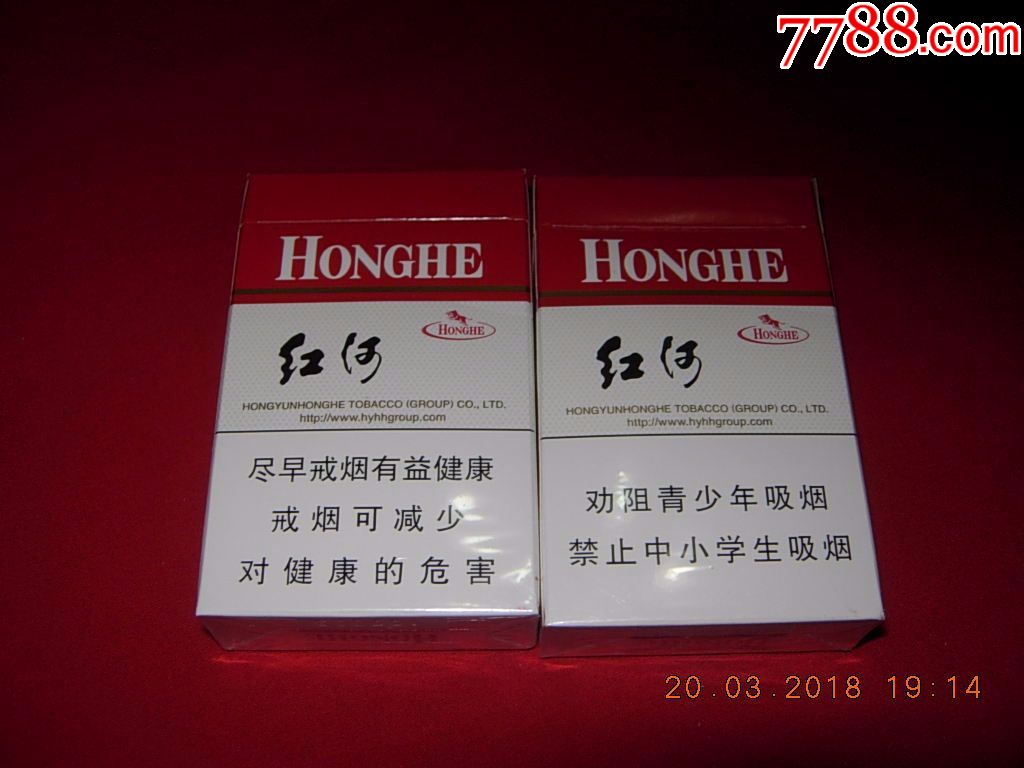 7788.com
HONGHE
HONGHE
红河
HONGYUNHONGHE TOBACCO (GROUP) CO., LTD.
http://www.hyhhgroup.com
尽早戒烟有益健康
戒烟可减少
对健康的危害
HONGHE
HONGHE
红河
HONGYUNHONGHE TOBACCO (GROUP) CO., LTD.
http://www.hyhhgroup.com
劝阻青少年吸烟
禁止中小学生吸烟
20.03.2018 19:14